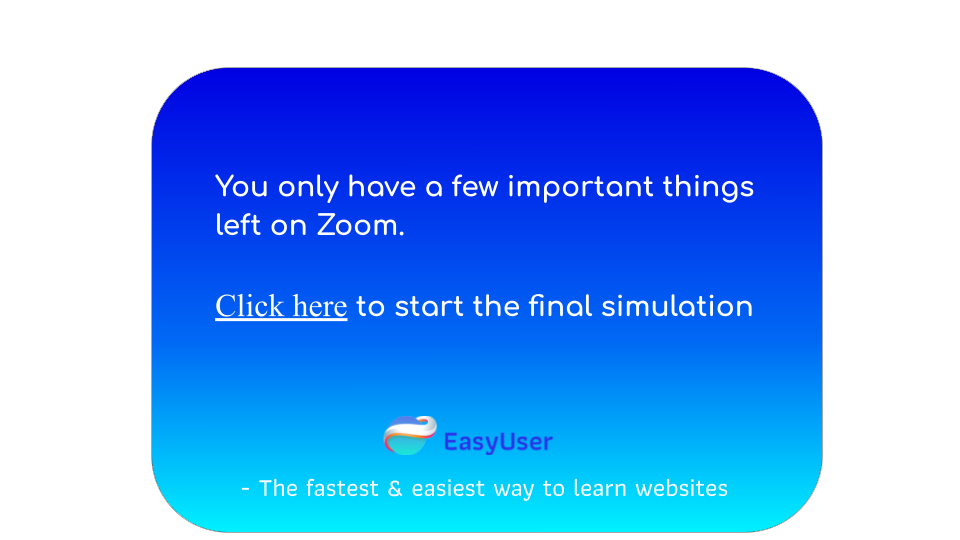 You only have a few important things
left on Zoom.
Click here to start the final simulation
EasyUser
- The fastest & easiest way to learn websites